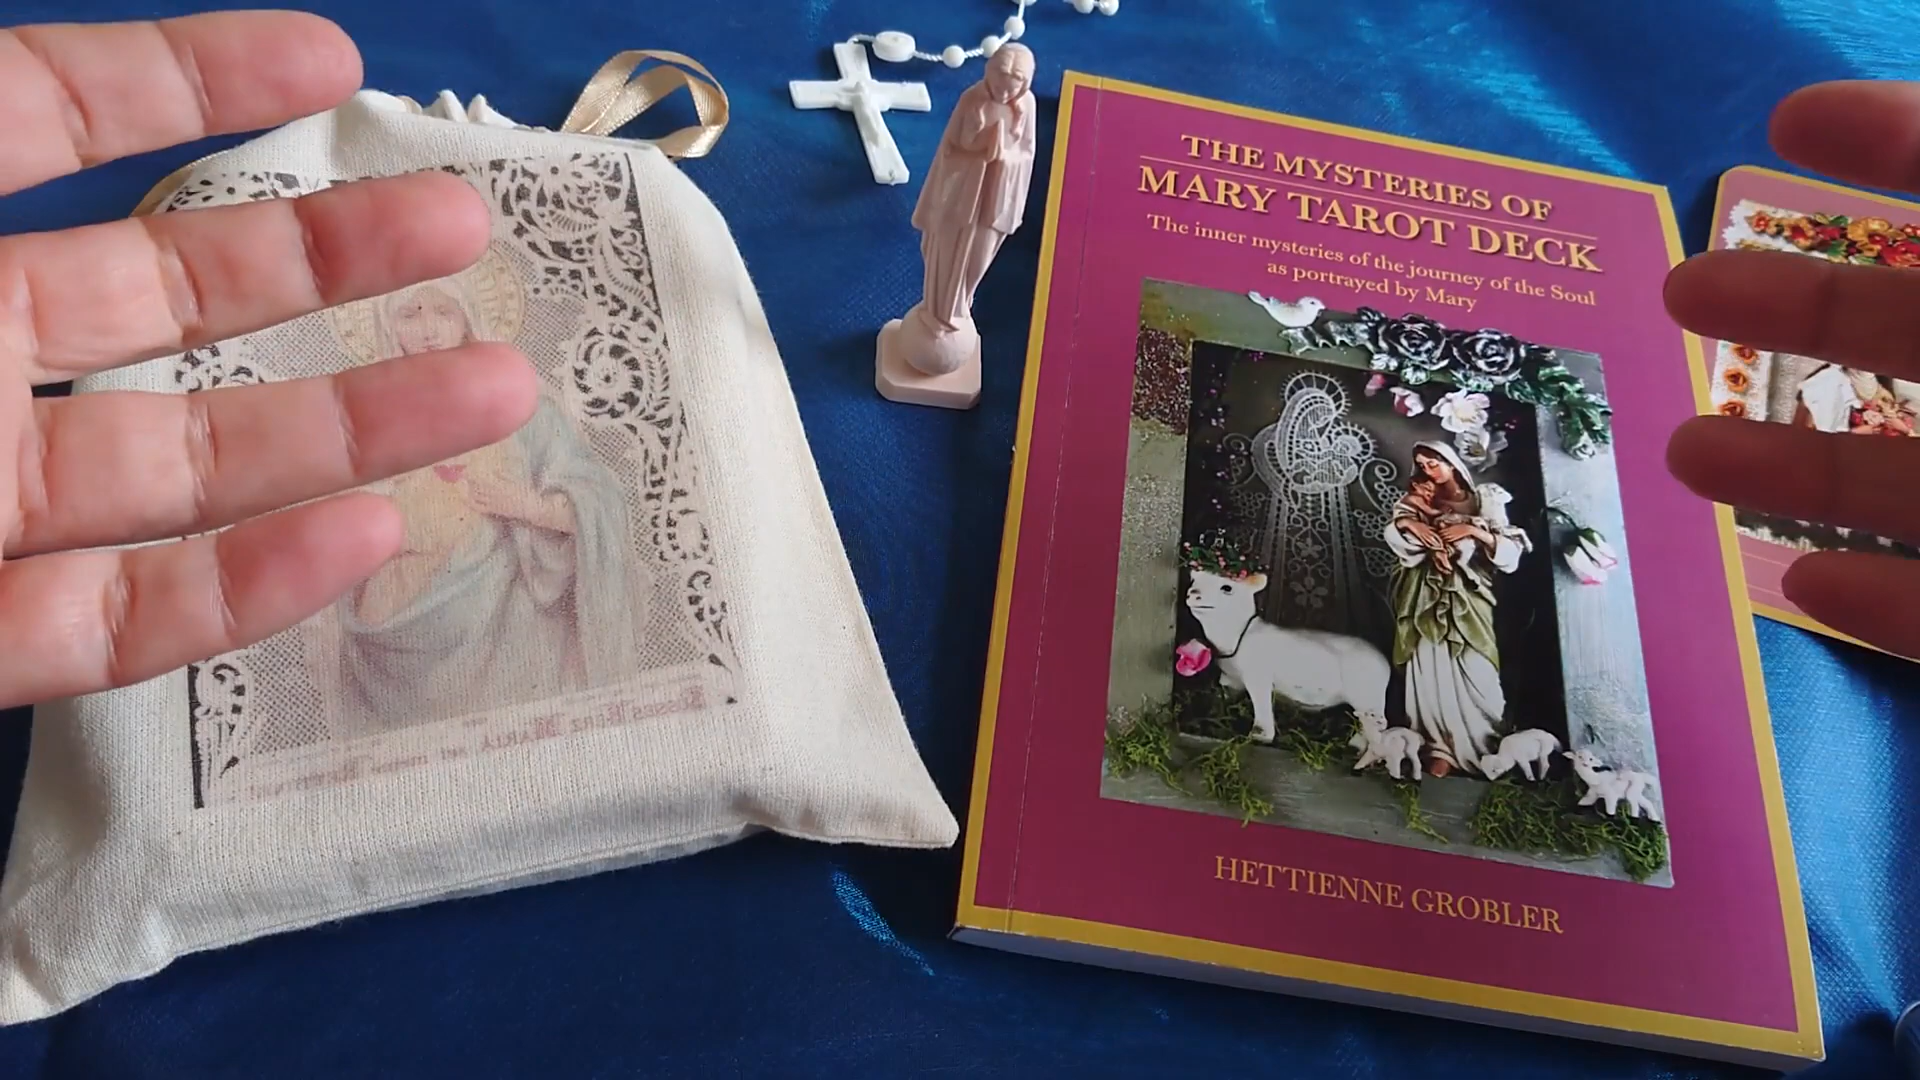 THE MYSTERIES OF
MARY TAROT DECK
The inner mysteries of the journey of the Soul
as portrayed by Mary
HETTIENNE GROBLER